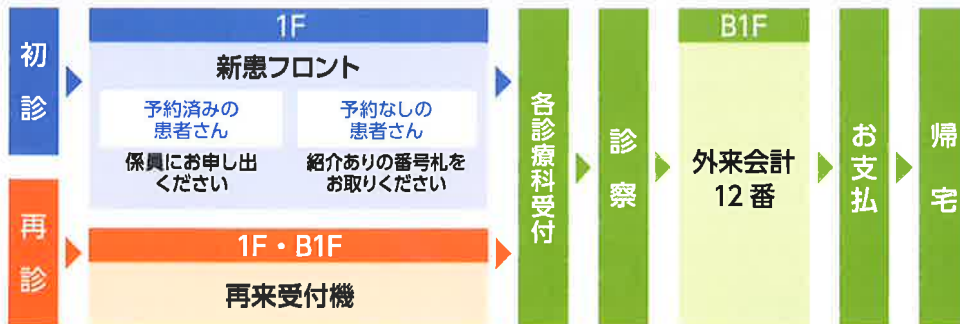 初診
1F
新患フロント
予約済みの
患者さん
係員にお申し出
ください
予約なしの
患者さん
紹介ありの番号札を
お取りください
再診
1F・B1F
再来受付機
各診療科受付
診察
B1F
外来会計
12番
お支払
帰宅